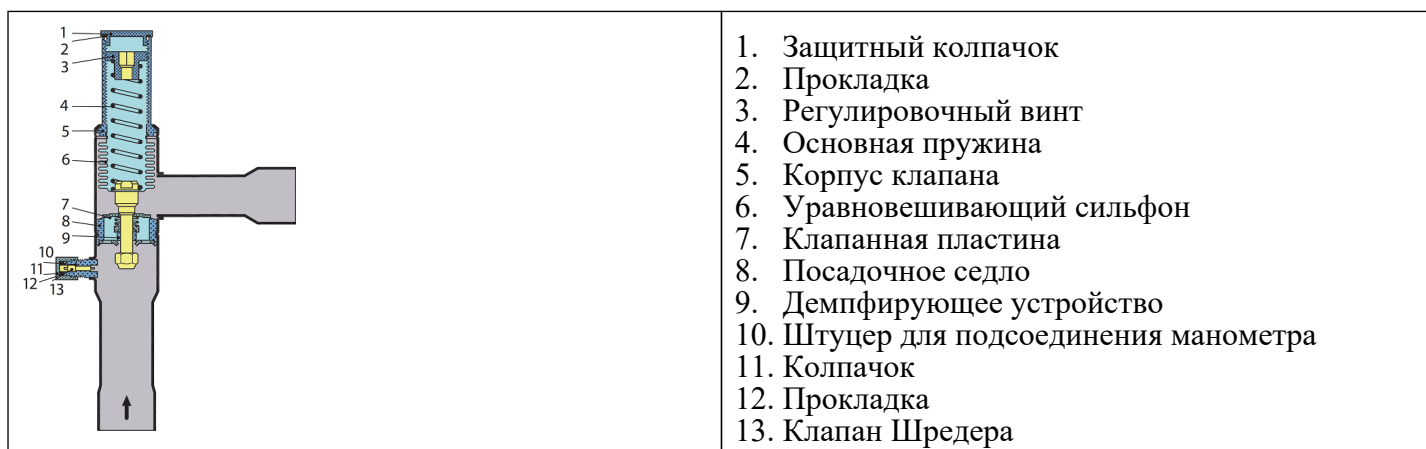 1
2
3
4
5
6
7
8
9
10
11
12
13
1. Защитный колпачок
2. Прокладка
3. Регулировочный винт
4. Основная пружина
5. Корпус клапана
6. Уравновешивающий сильфон
7. Клапанная пластина
8. Посадочное седло
9. Демпфирующее устройство
10. Штуцер для подсоединения манометра
11. Колпачок
12. Прокладка
13. Клапан Шредера